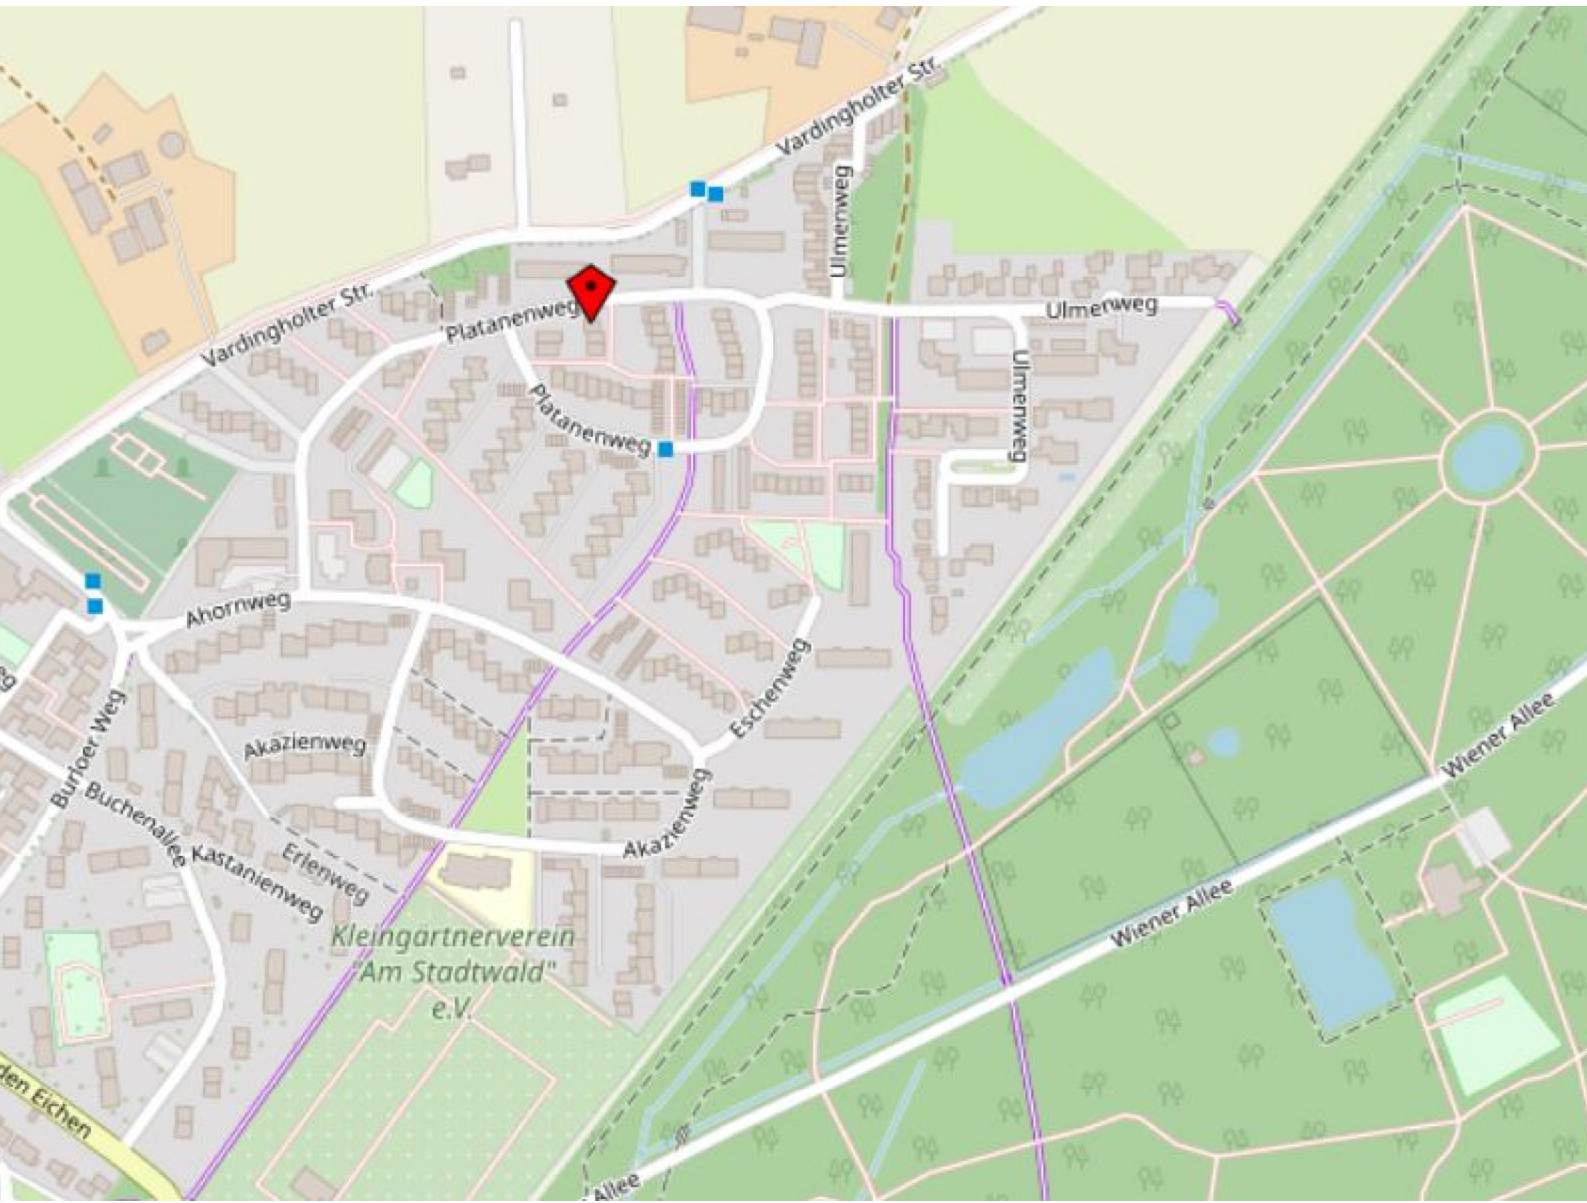 Vardingholter Str.
Ulmenweg
Vardingholter Str.
Platanenweg
Ulmenweg
Ulmenweg
Platanenweg
Ahornweg
Eschenweg
Burloer Weg
Akazienweg
Wiener Allee
Buchenallee
Akazienweg
Kastanienweg
Erlenweg
Wiener Allee
Kleingärtnerverein
"Am Stadtwald"
e.V.
den Eichen
Allee